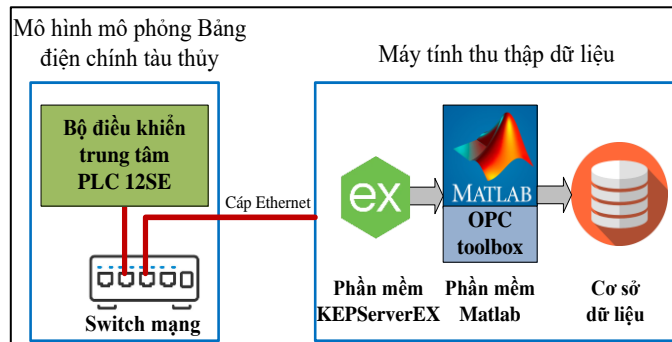 Mô hình mô phỏng Bảng
điện chính tàu thủy
Bộ điều khiển
trung tâm
PLC 12SE
Switch mạng
Cáp Ethernet
Máy tính thu thập dữ liệu
ex
MATLAB
OPC
toolbox
Phần mềm
KEPServerEX
Phần mềm
Matlab
Cơ sở
dữ liệu